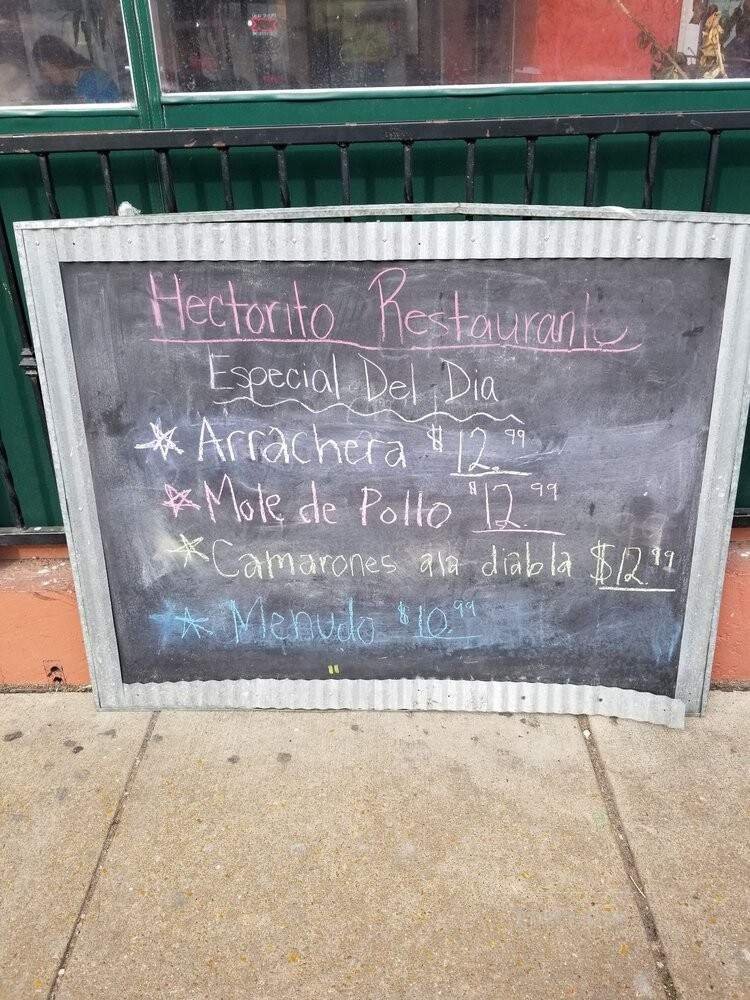 Hectorito Restaurante
Especial Del Dia
Arrachera $12.99
Mole de Pollo $12.99
Camarones ala diabla $12.99
Menudo $10.99